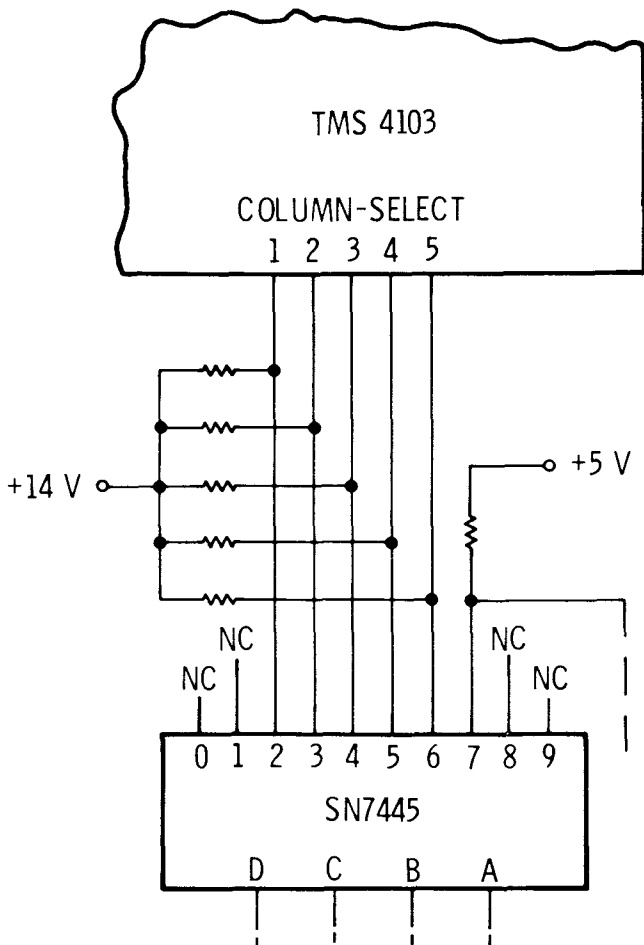 TMS 4103
COLUMN-SELECT
1 2 3 4 5
+14 V
+5 V
NC
NC
NC
NC
0 1 2 3 4 5 6 7 8 9
SN7445
D C B A